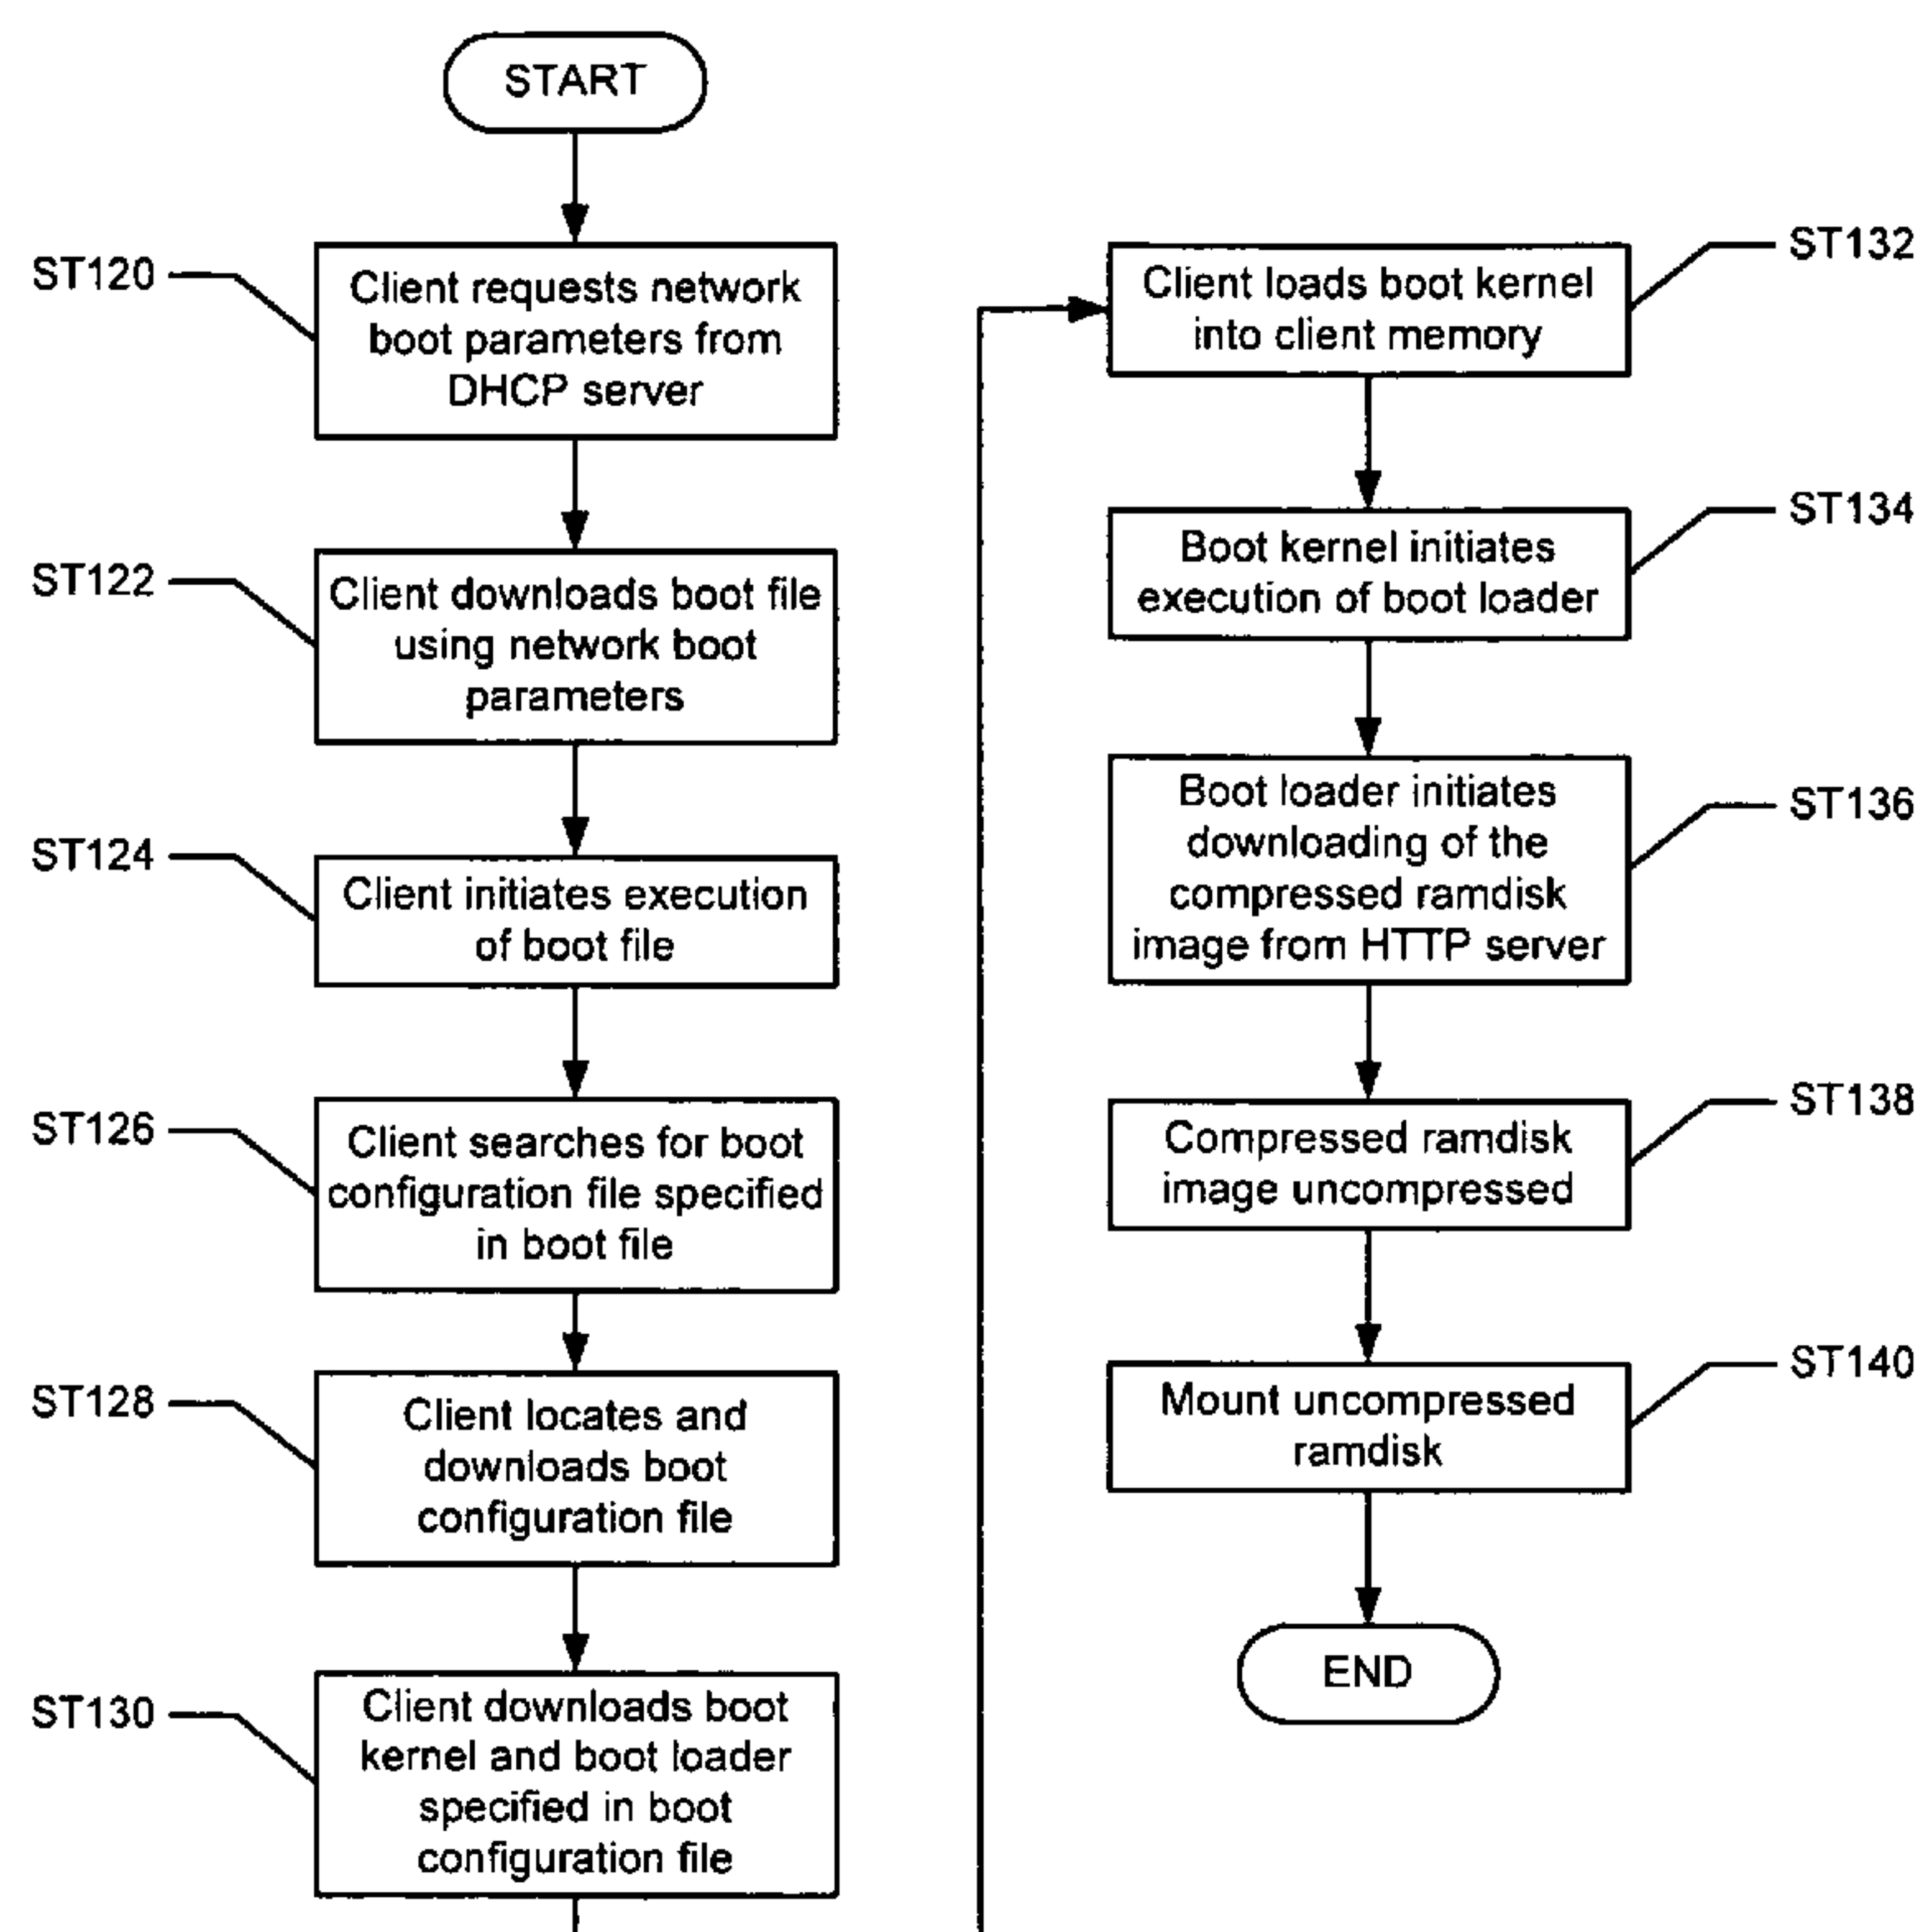 START
ST120
Client requests network
boot parameters from
DHCP server
ST122
Client downloads boot file
using network boot
parameters
ST124
Client initiates execution
of boot file
ST126
Client searches for boot
configuration file specified
in boot file
ST128
Client locates and
downloads boot
configuration file
ST130
Client downloads boot
kernel and boot loader
specified in boot
configuration file
ST132
Client loads boot kernel
into client memory
ST134
Boot kernel initiates
execution of boot loader
ST136
Boot loader initiates
downloading of the
compressed ramdisk
image from HTTP server
ST138
Compressed ramdisk
image uncompressed
ST140
Mount uncompressed
ramdisk
END